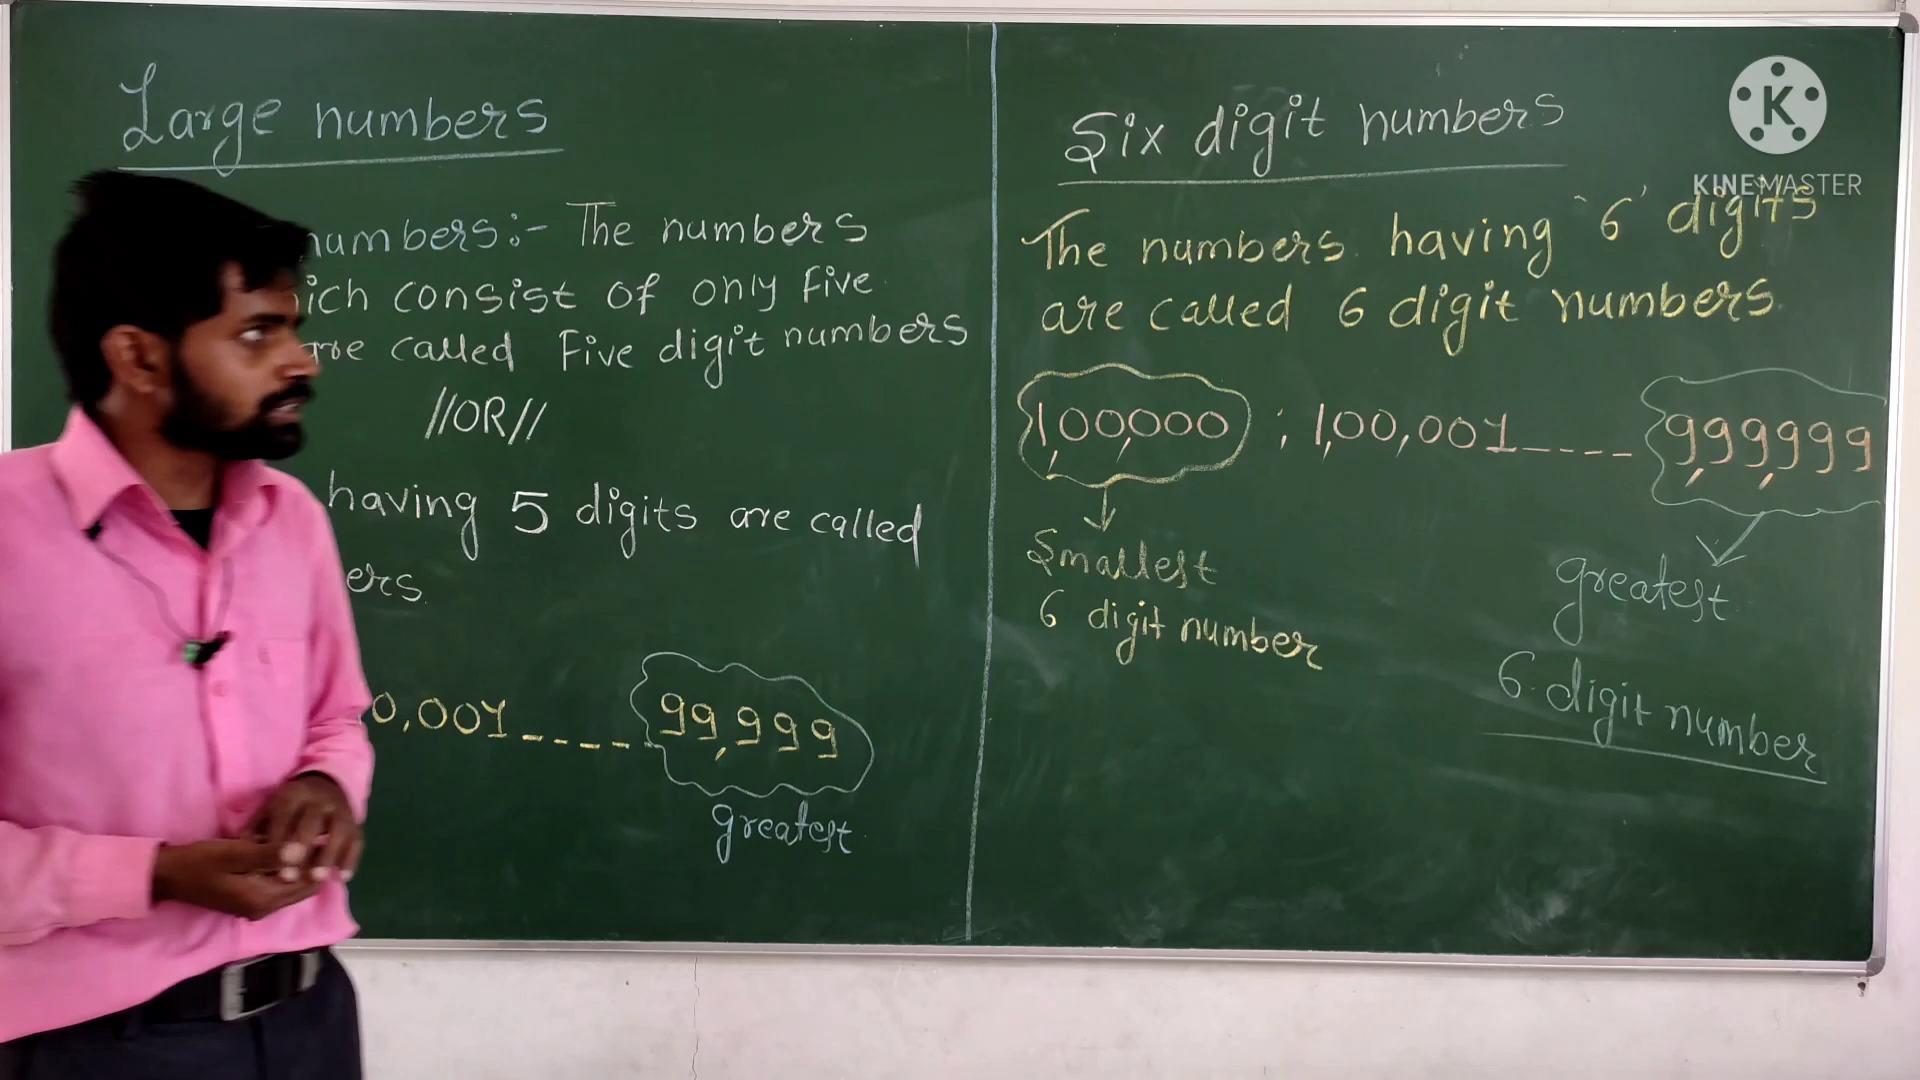 Large numbers
numbers:- The numbers
ich consist of only five
are called Five digit numbers
//OR//
having 5 digits are called
ers.
0,001----- 99,999
greatest
Six digit numbers
The numbers having '6' digits
are called 6 digit numbers.
1,00,000 ; 1,00,001---- 9,99,999
Smallest
6 digit number
greatest
6 digit number
K
KINEMASTER